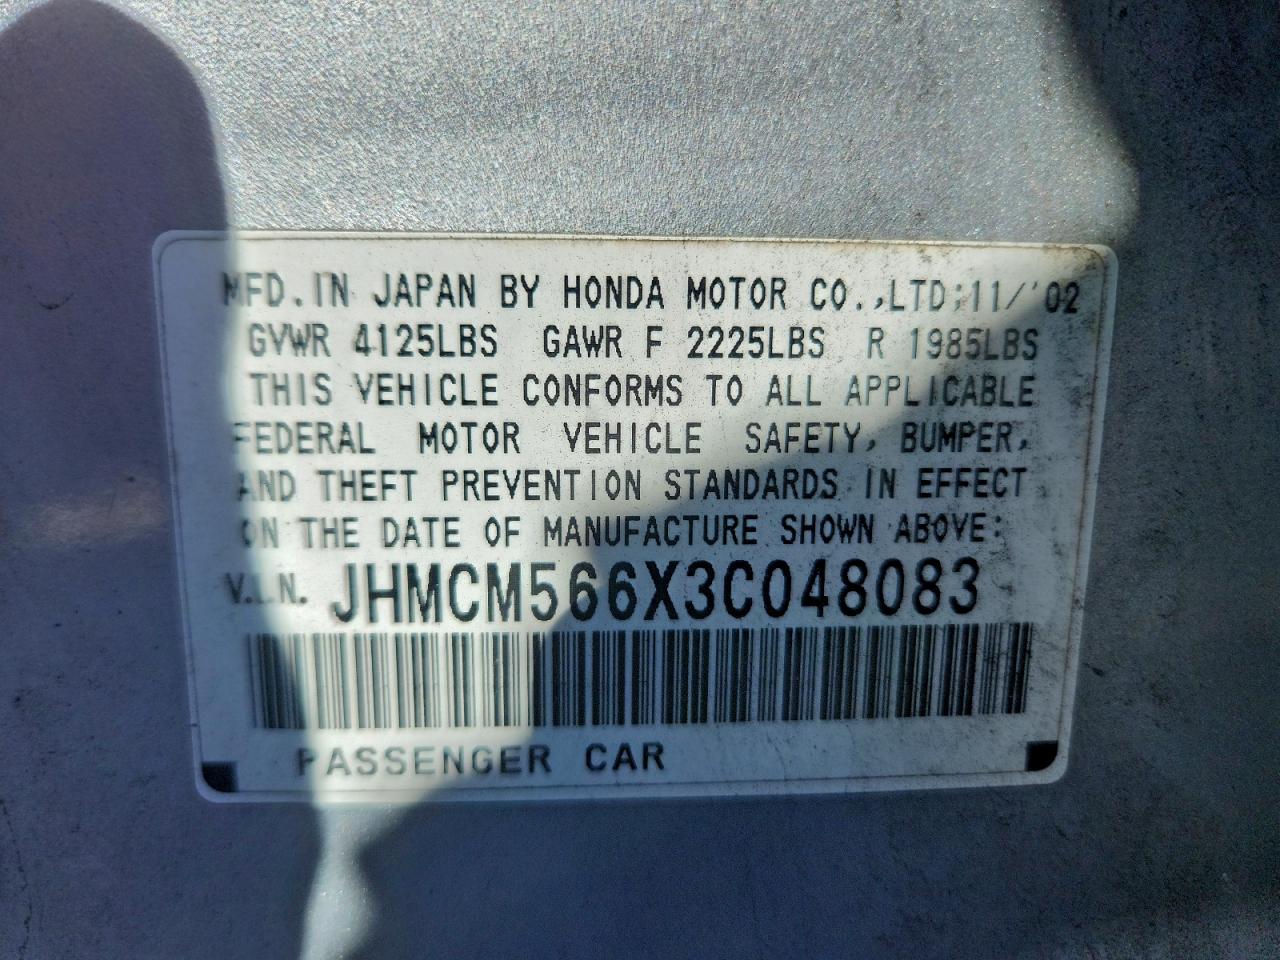 MFD. IN JAPAN BY HONDA MOTOR CO., LTD; 11/'02
GVWR 4125LBS GAWR F 2225LBS R 1985LBS
THIS VEHICLE CONFORMS TO ALL APPLICABLE
FEDERAL MOTOR VEHICLE SAFETY, BUMPER,
AND THEFT PREVENTION STANDARDS IN EFFECT
ON THE DATE OF MANUFACTURE SHOWN ABOVE:
V.I.N. JHMCM566X3C048083
PASSENGER CAR